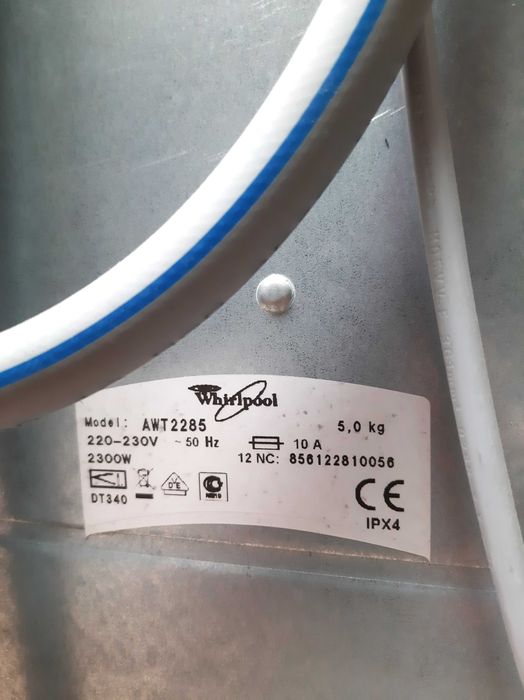 Whirlpool
Model: AWT2285 5,0 kg
220-230V ~ 50 Hz 10 A
2300W 12 NC: 856122810056
DT340 CE
IPX4